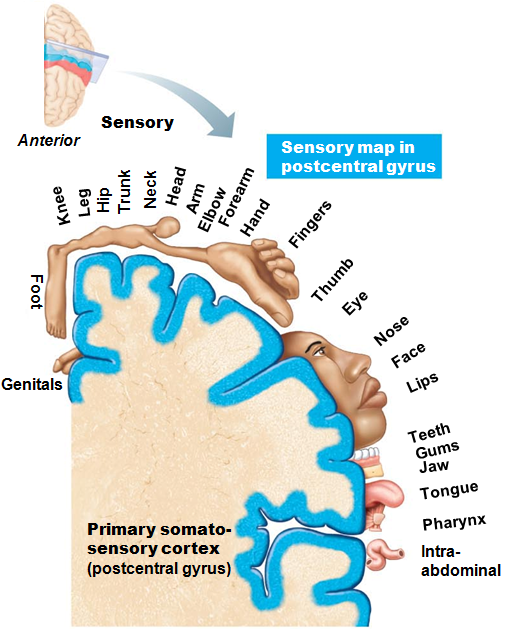 Sensory
Anterior
Sensory map in
postcentral gyrus
Knee
Leg
Hip
Trunk
Neck
Head
Arm
Elbow
Forearm
Hand
Fingers
Thumb
Eye
Nose
Face
Lips
Foot
Genitals
Teeth
Gums
Jaw
Tongue
Pharynx
Primary somato-
sensory cortex
(postcentral gyrus)
Intra-
abdominal